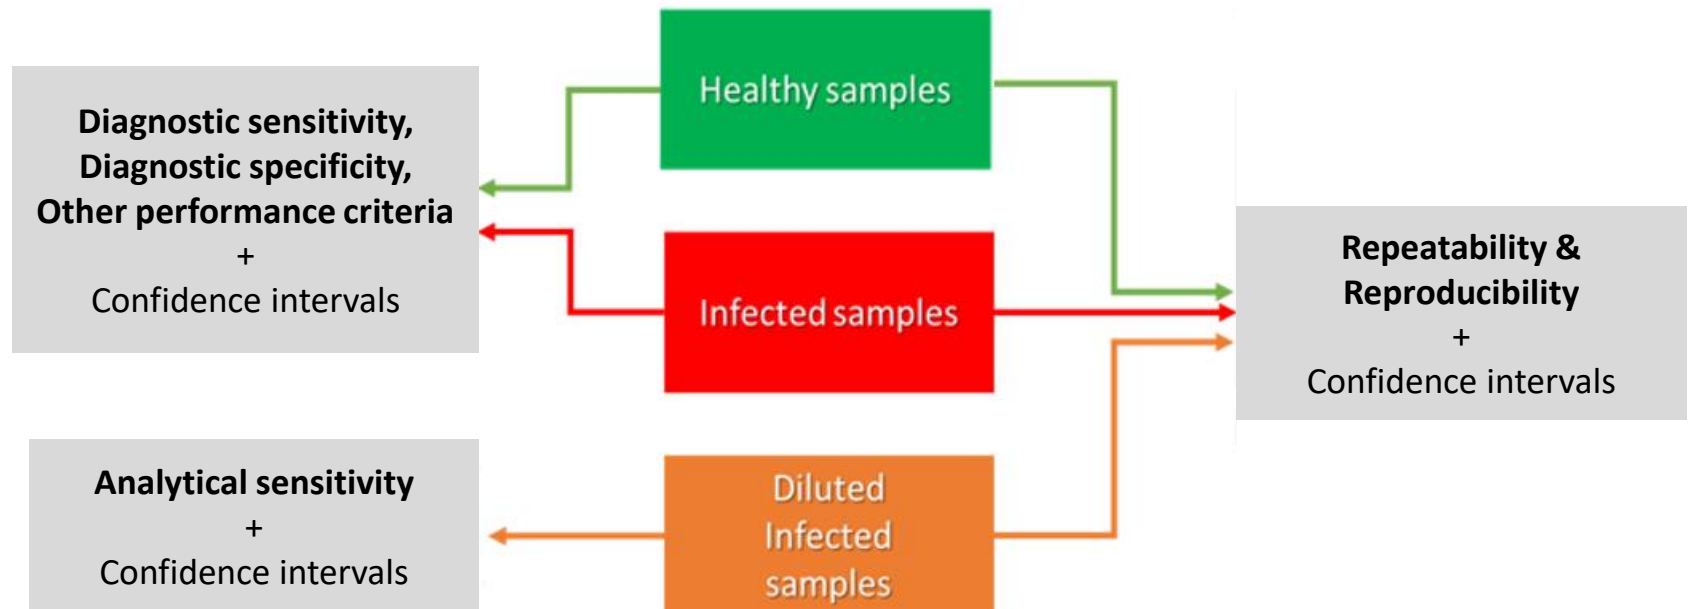 Healthy samples
Diagnostic sensitivity,
Diagnostic specificity,
Other performance criteria
+
Confidence intervals
Infected samples
Repeatability &
Reproducibility
+
Confidence intervals
Analytical sensitivity
+
Confidence intervals
Diluted
Infected
samples